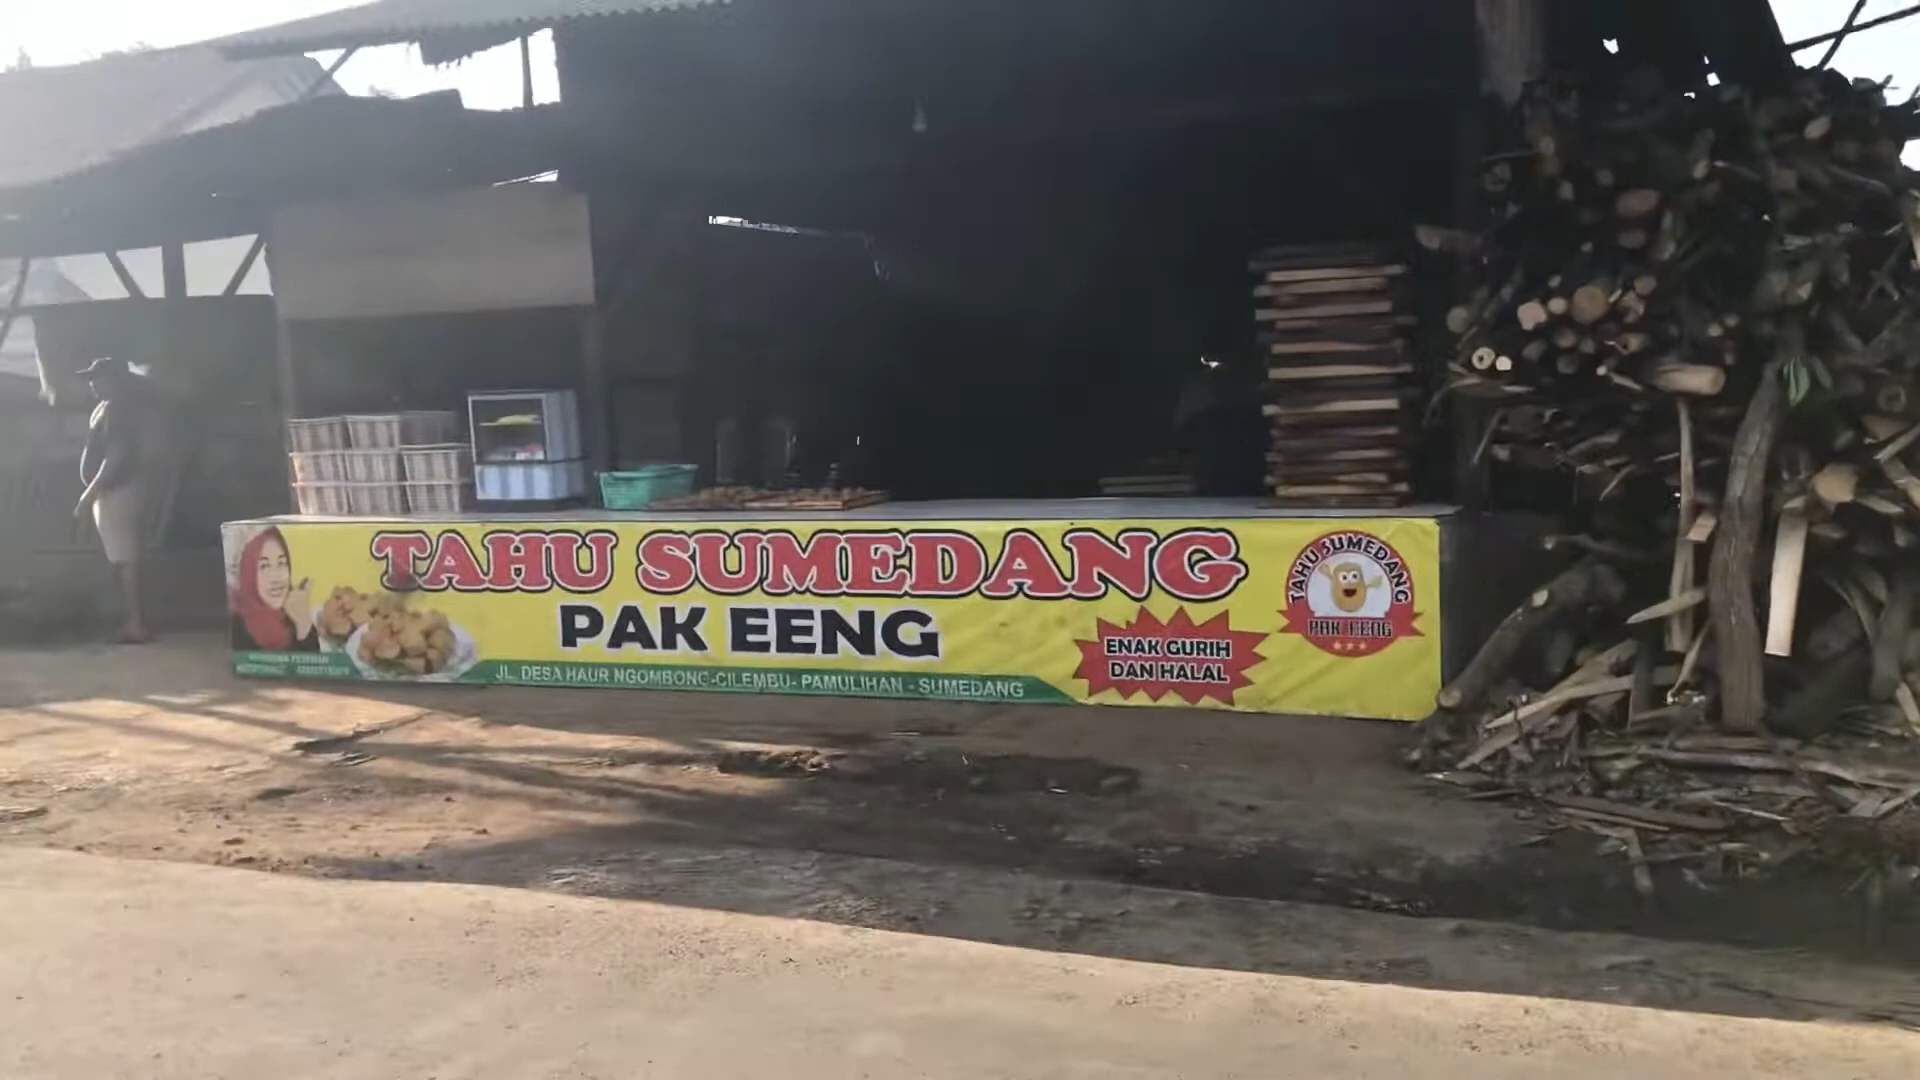 TAHU SUMEDANG
PAK EENG
JL. DESA HAUR NGOMBONG-CILEMBU- PAMULIHAN - SUMEDANG
ENAK GURIH
DAN HALAL
TAHU SUMEDANG
PAK EENG